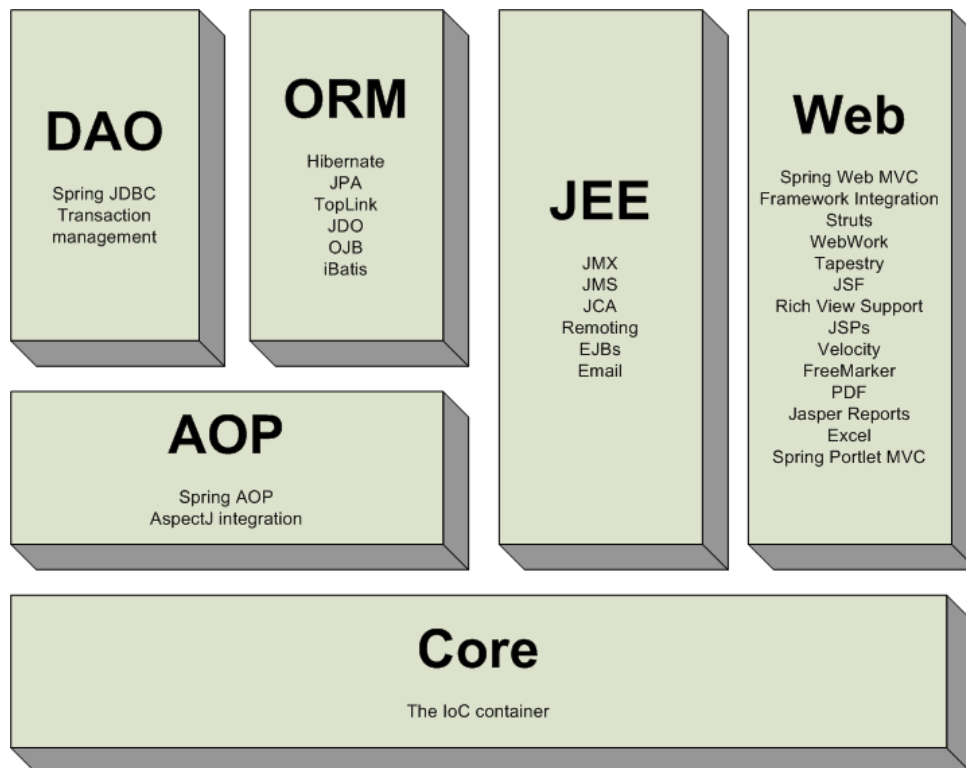 DAO
Spring JDBC
Transaction
management
ORM
Hibernate
JPA
TopLink
JDO
OJB
iBatis
JEE
JMX
JMS
JCA
Remoting
EJBs
Email
Web
Spring Web MVC
Framework Integration
Struts
WebWork
Tapestry
JSF
Rich View Support
JSPs
Velocity
FreeMarker
PDF
Jasper Reports
Excel
Spring Portlet MVC
AOP
Spring AOP
AspectJ integration
Core
The IoC container